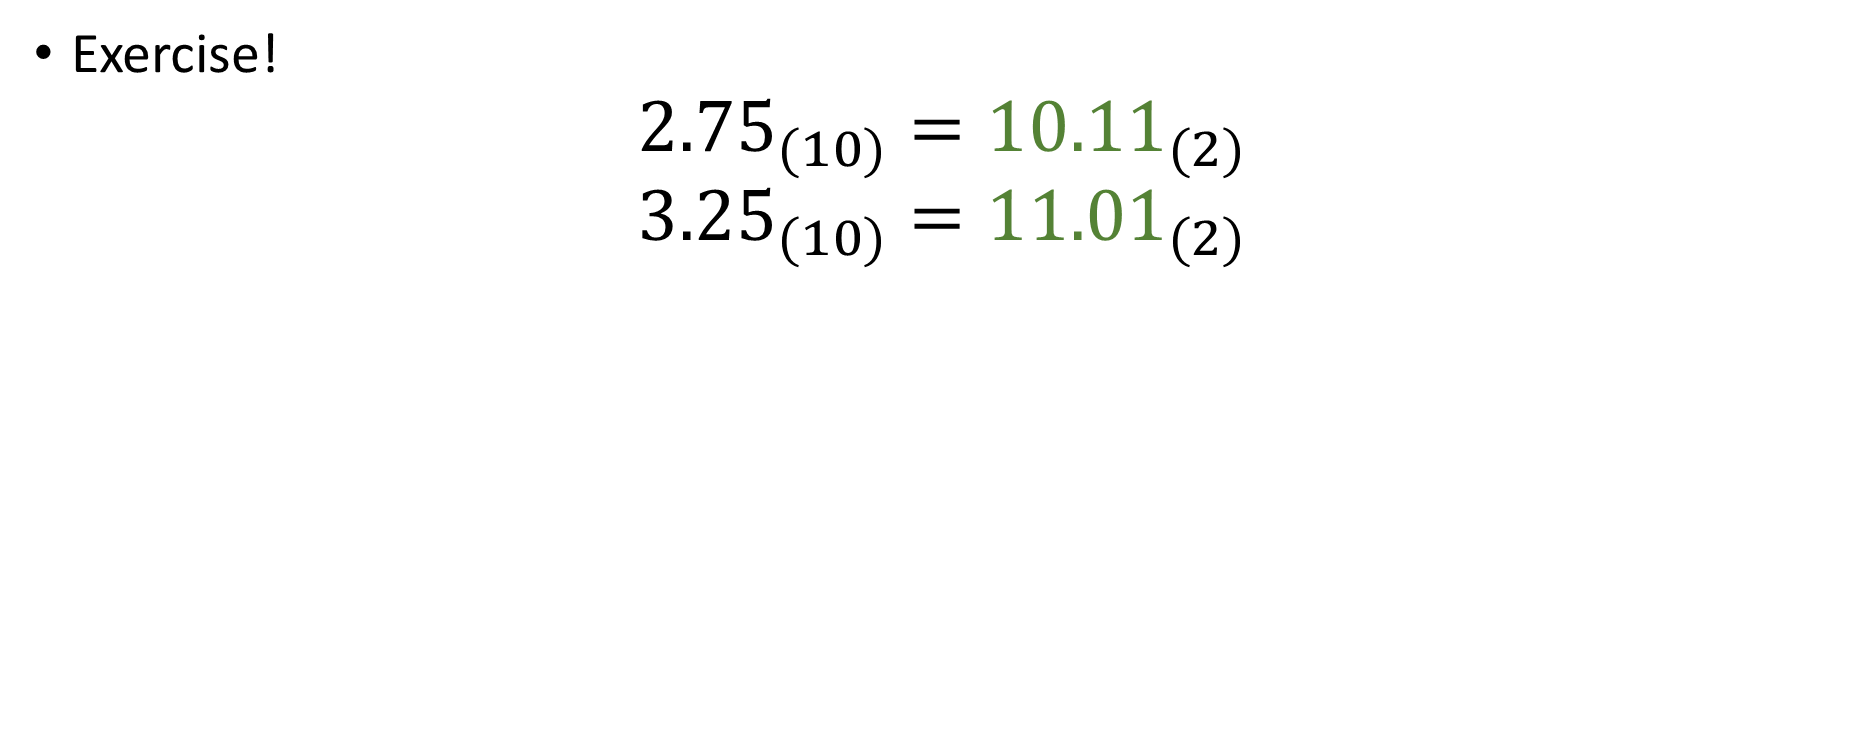 • Exercise!
2.75₍₁₀₎ = 10.11₍₂₎
3.25₍₁₀₎ = 11.01₍₂₎